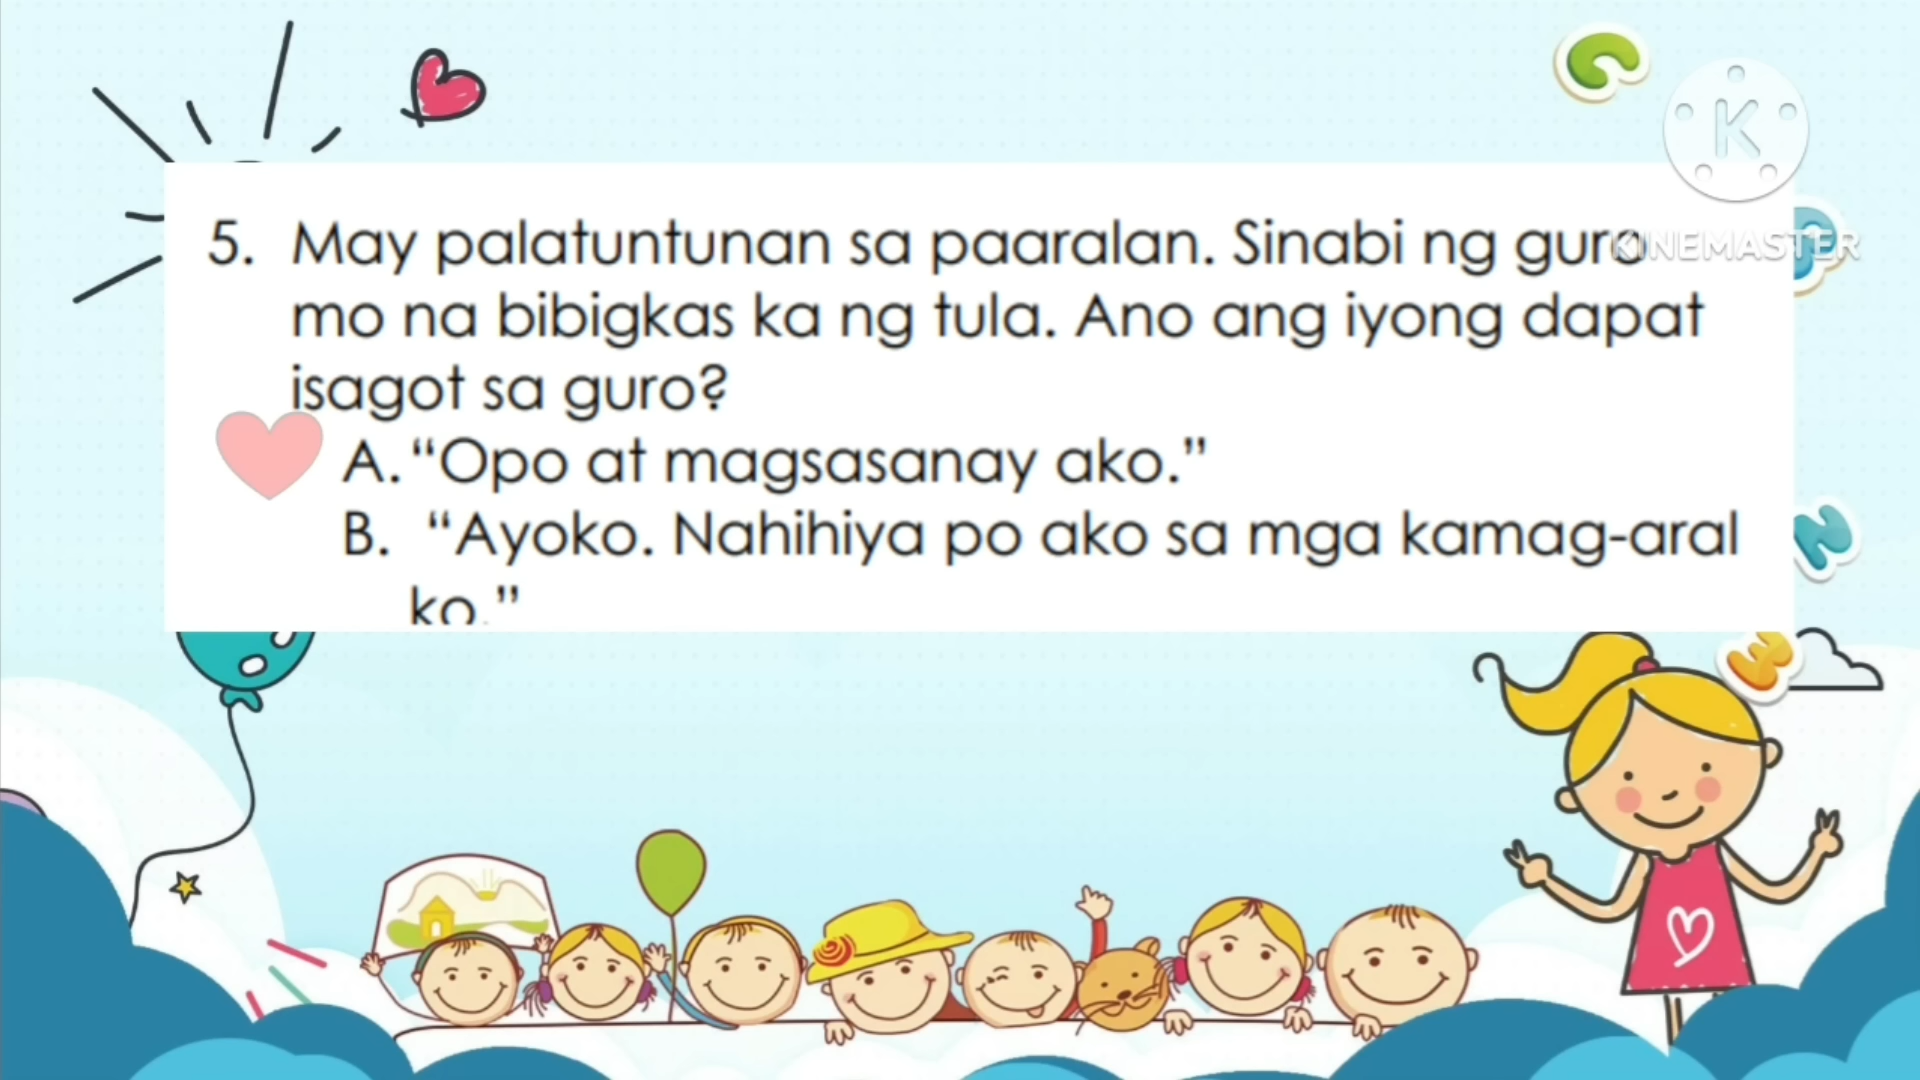 K
KINEMASTER
5. May palatuntunan sa paaralan. Sinabi ng guro
mo na bibigkas ka ng tula. Ano ang iyong dapat
isagot sa guro?
A. “Opo at magsasanay ako.”
B. “Ayoko. Nahihiya po ako sa mga kamag-aral
ko.”